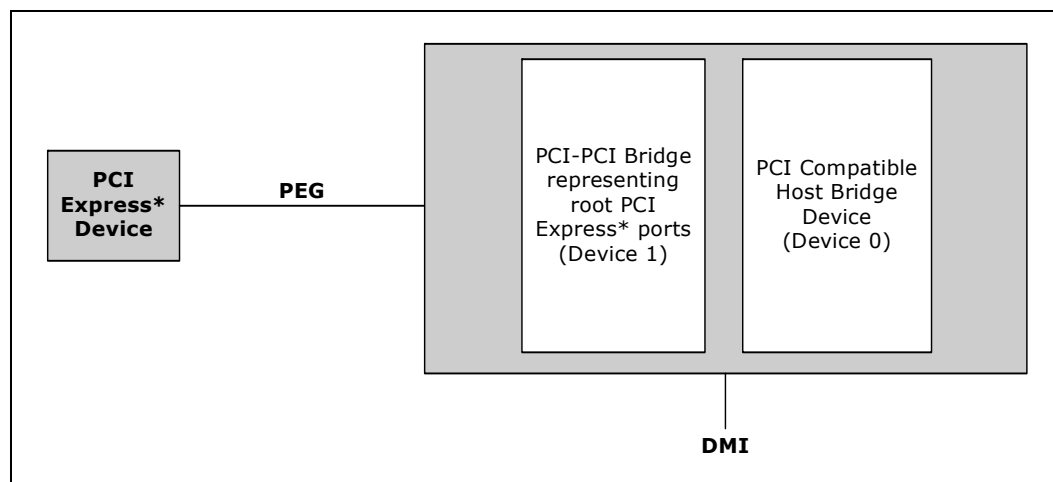 PCI
Express*
Device
PEG
PCI-PCI Bridge
representing
root PCI
Express* ports
(Device 1)
PCI Compatible
Host Bridge
Device
(Device 0)
DMI